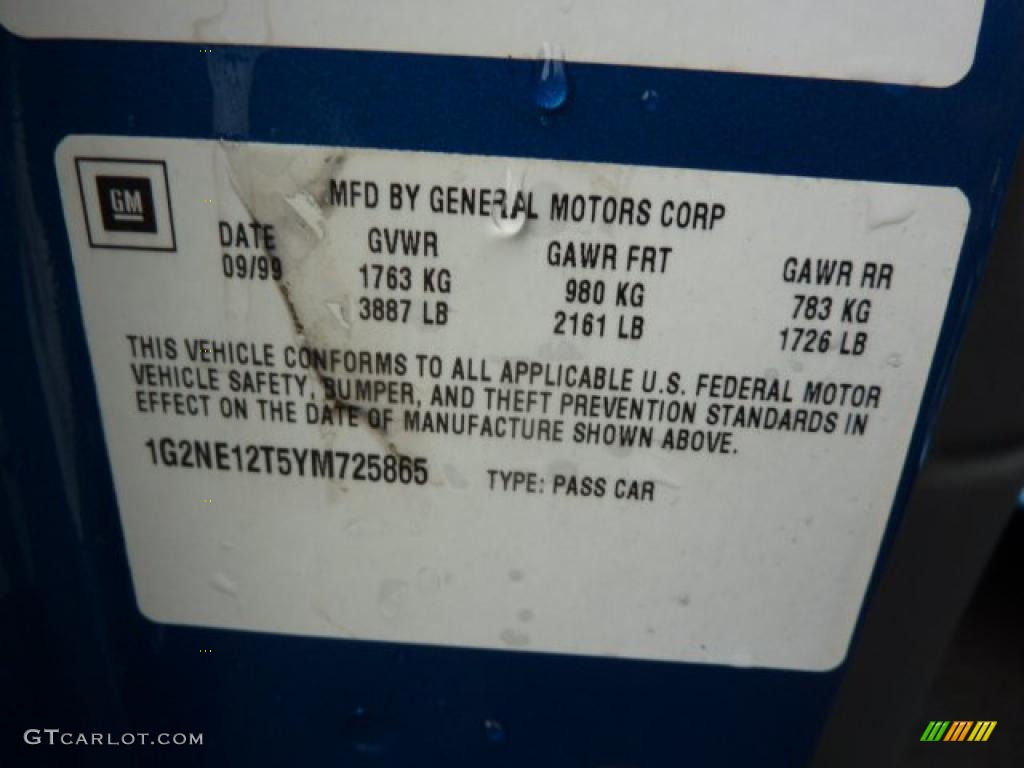 GM
MFD BY GENERAL MOTORS CORP
DATE GVWR GAWR FRT GAWR RR
09/99 1763 KG 980 KG 783 KG
3887 LB 2161 LB 1726 LB
THIS VEHICLE CONFORMS TO ALL APPLICABLE U.S. FEDERAL MOTOR
VEHICLE SAFETY, BUMPER, AND THEFT PREVENTION STANDARDS IN
EFFECT ON THE DATE OF MANUFACTURE SHOWN ABOVE.
1G2NE12T5YM725865 TYPE: PASS CAR
GTCARLOT.COM